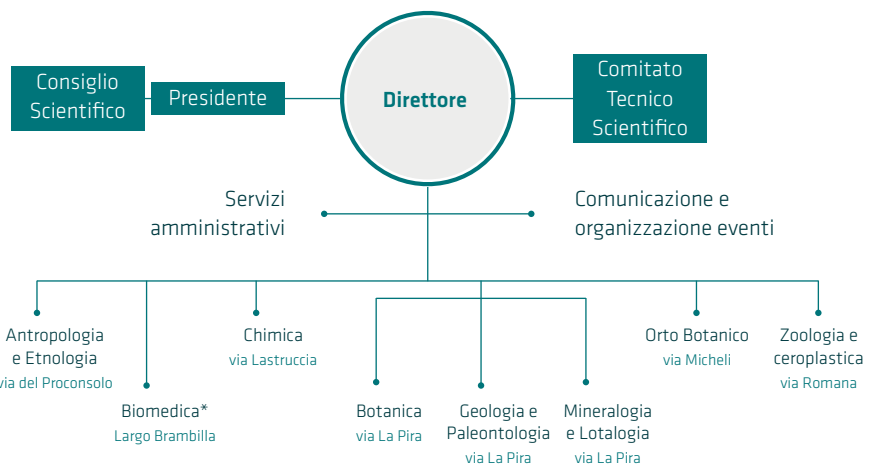 Consiglio
Scientifico
Presidente
Direttore
Comitato
Tecnico
Scientifico
Servizi
amministrativi
Comunicazione e
organizzazione eventi
Antropologia
e Etnologia
via del Proconsolo
Biomedica*
Largo Brambilla
Chimica
via Lastruccia
Botanica
via La Pira
Geologia e
Paleontologia
via La Pira
Mineralogia
e Lotalogia
via La Pira
Orto Botanico
via Micheli
Zoologia e
ceroplastica
via Romana